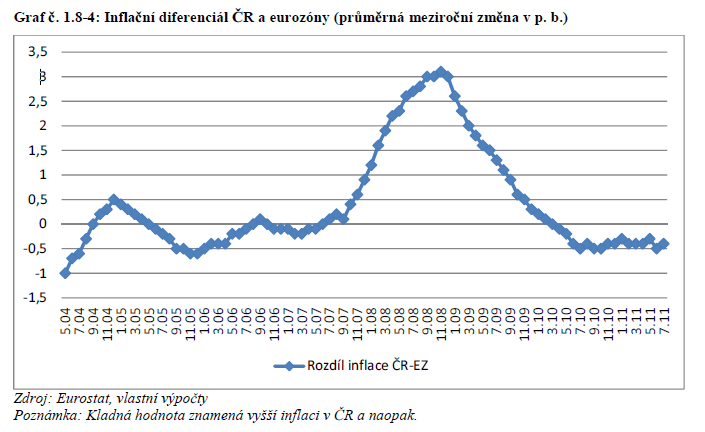 Graf č. 1.8-4: Inflační diferenciál ČR a eurozóny (průměrná meziroční změna v p. b.)
3,5
3
2,5
2
1,5
1
0,5
0
-0,5
-1
-1,5
5.04 7.04 9.04 11.04 1.05 3.05 5.05 7.05 9.05 11.05 1.06 3.06 5.06 7.06 9.06 11.06 1.07 3.07 5.07 7.07 9.07 11.07 1.08 3.08 5.08 7.08 9.08 11.08 1.09 3.09 5.09 7.09 9.09 11.09 1.10 3.10 5.10 7.10 9.10 11.10 1.11 3.11 5.11 7.11
Rozdíl inflace ČR-EZ
Zdroj: Eurostat, vlastní výpočty
Poznámka: Kladná hodnota znamená vyšší inflaci v ČR a naopak.